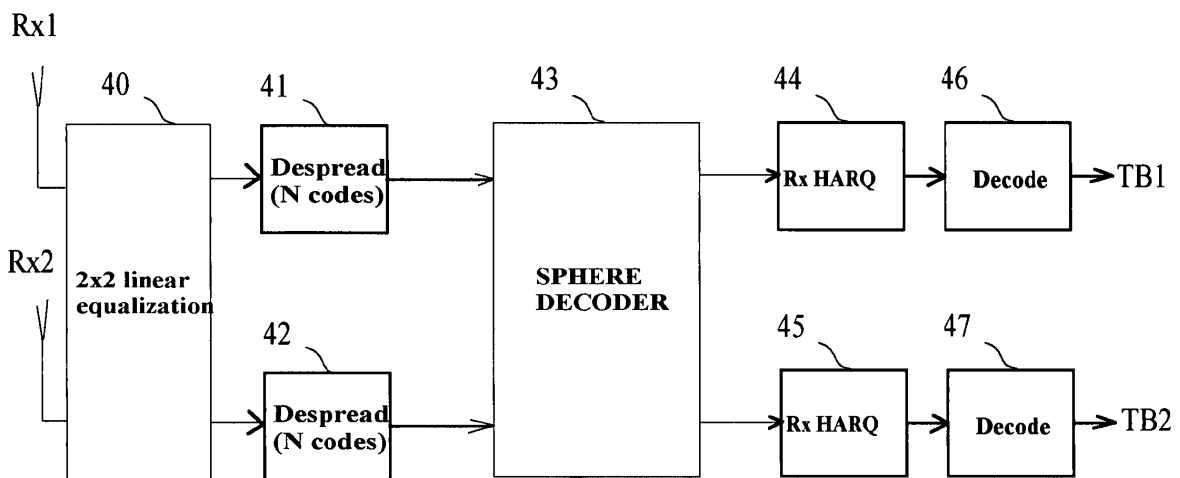 Rx1
40
41
43
44
46
Despread
(N codes)
Rx HARQ
Decode
TB1
Rx2
2x2 linear
equalization
SPHERE
DECODER
42
45
47
Despread
(N codes)
Rx HARQ
Decode
TB2